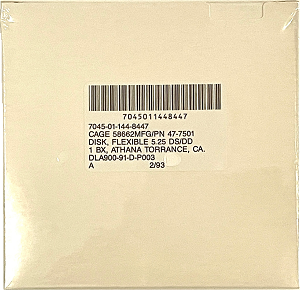 7045011448447
7045-01-144-8447
CAGE 58662MFG/PN 47-7501
DISK, FLEXIBLE 5.25 DS/DD
1 BX, ATHANA TORRANCE, CA.
DLA900-91-D-P003
A 2/93